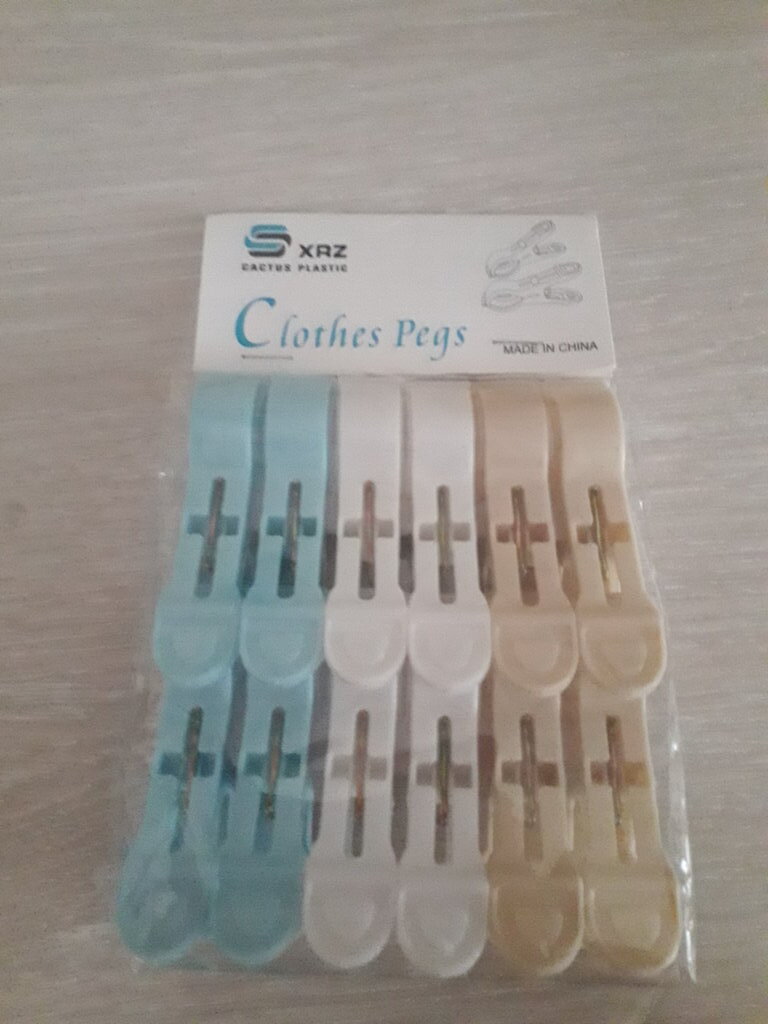 XRZ
CACTUS PLASTIC
Clothes Pegs
MADE IN CHINA